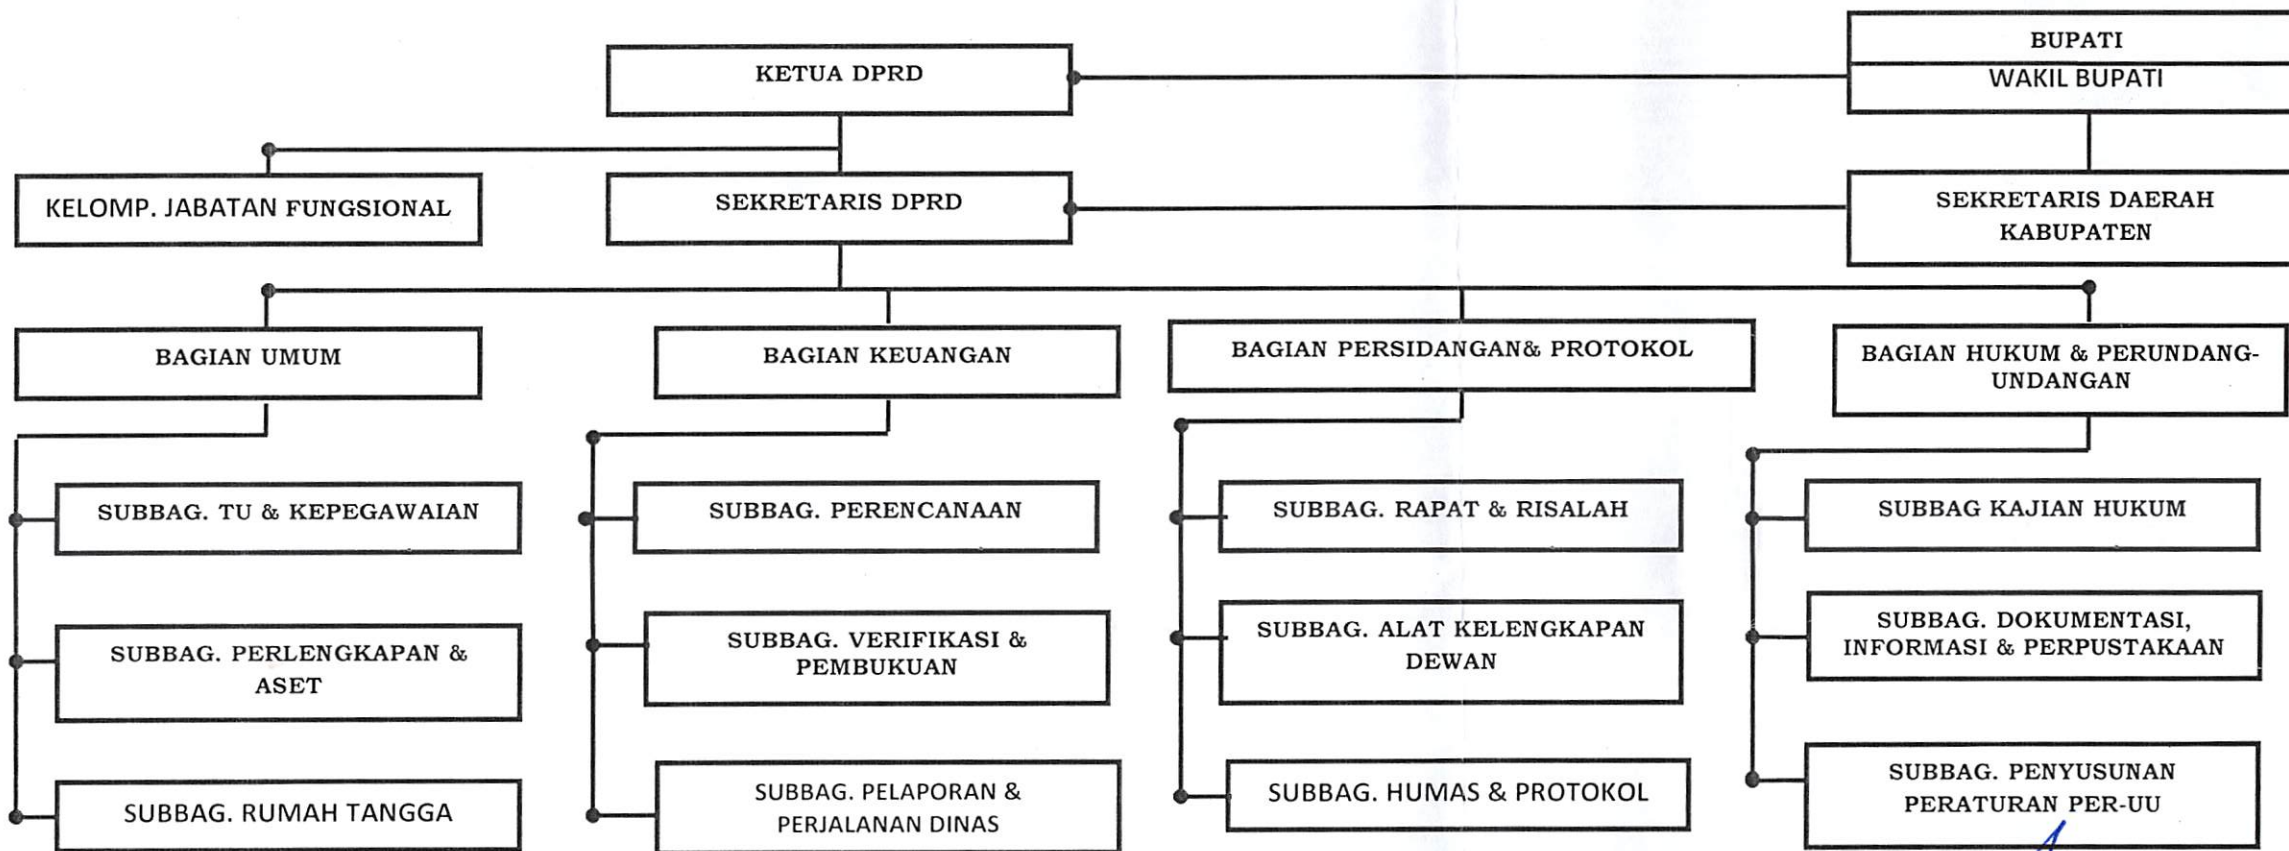 BUPATI
KETUA DPRD
WAKIL BUPATI
KELOMP. JABATAN FUNGSIONAL
SEKRETARIS DPRD
SEKRETARIS DAERAH
KABUPATEN
BAGIAN UMUM
BAGIAN KEUANGAN
BAGIAN PERSIDANGAN& PROTOKOL
BAGIAN HUKUM & PERUNDANG-
UNDANGAN
SUBBAG. TU & KEPEGAWAIAN
SUBBAG. PERENCANAAN
SUBBAG. RAPAT & RISALAH
SUBBAG KAJIAN HUKUM
SUBBAG. PERLENGKAPAN &
ASET
SUBBAG. VERIFIKASI &
PEMBUKUAN
SUBBAG. ALAT KELENGKAPAN
DEWAN
SUBBAG. DOKUMENTASI,
INFORMASI & PERPUSTAKAAN
SUBBAG. RUMAH TANGGA
SUBBAG. PELAPORAN &
PERJALANAN DINAS
SUBBAG. HUMAS & PROTOKOL
SUBBAG. PENYUSUNAN
PERATURAN PER-UU